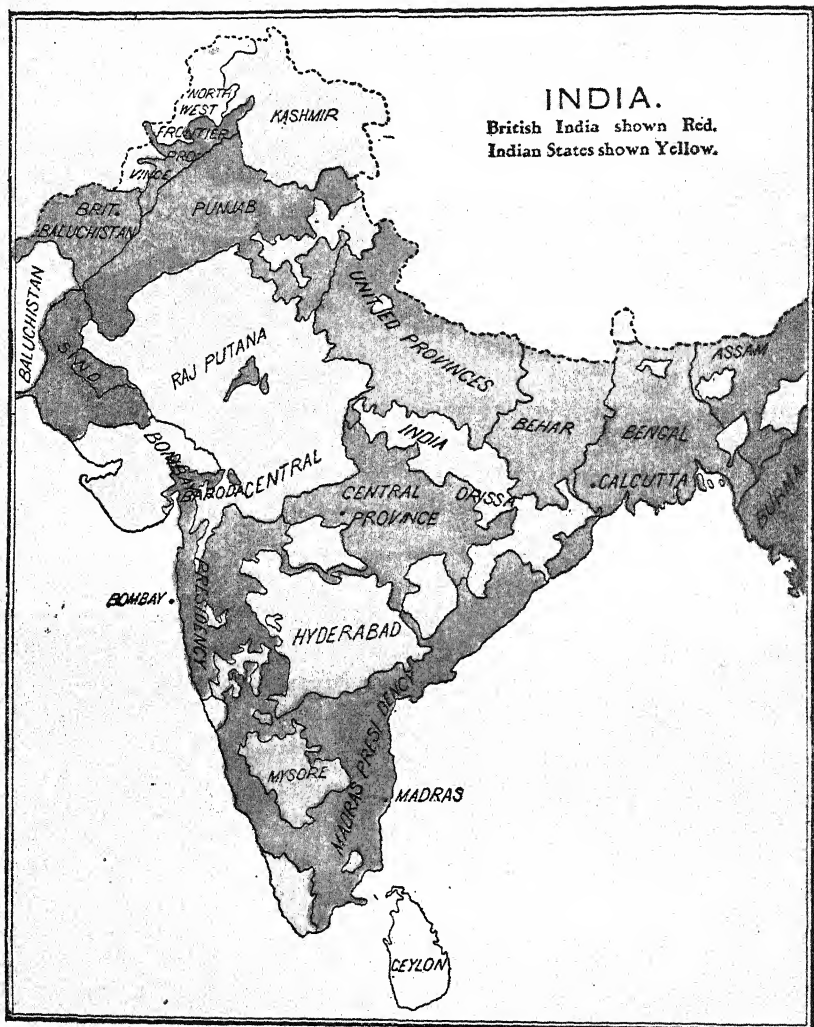 INDIA.
British India shown Red.
Indian States shown Yellow.
NORTH
WEST
FRONTIER
PRO
VINCE
KASHMIR
BRIT.
BALUCHISTAN
PUNJAB
BALUCHISTAN
SIND
RAJ PUTANA
UNITED PROVINCES
ASSAM
BEHAR
BENGAL
CALCUTTA
BURMA
CENTRAL
INDIA
BOMBAY
BARODA
CENTRAL
PROVINCE
ORISSA
PRESIDENCY
BOMBAY
HYDERABAD
MYSORE
MADRAS PRESIDENCY
MADRAS
CEYLON